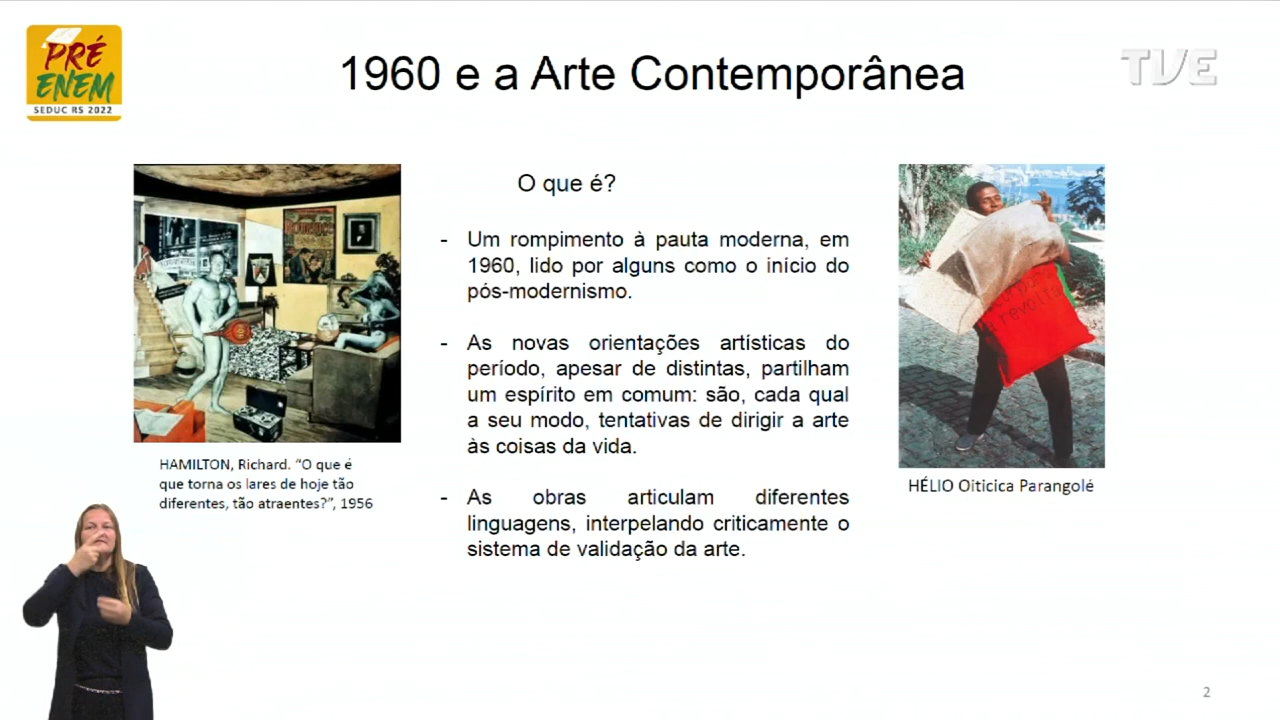 PRÉ
ENEM
SEDUC RS 2022
1960 e a Arte Contemporânea
TVE
O que é?
- Um rompimento à pauta moderna, em
1960, lido por alguns como o início do
pós-modernismo.
- As novas orientações artísticas do
período, apesar de distintas, partilham
um espírito em comum: são, cada qual
a seu modo, tentativas de dirigir a arte
às coisas da vida.
- As obras articulam diferentes
linguagens, interpelando criticamente o
sistema de validação da arte.
HAMILTON, Richard. “O que é
que torna os lares de hoje tão
diferentes, tão atraentes?”, 1956
HÉLIO Oiticica Parangolé
2